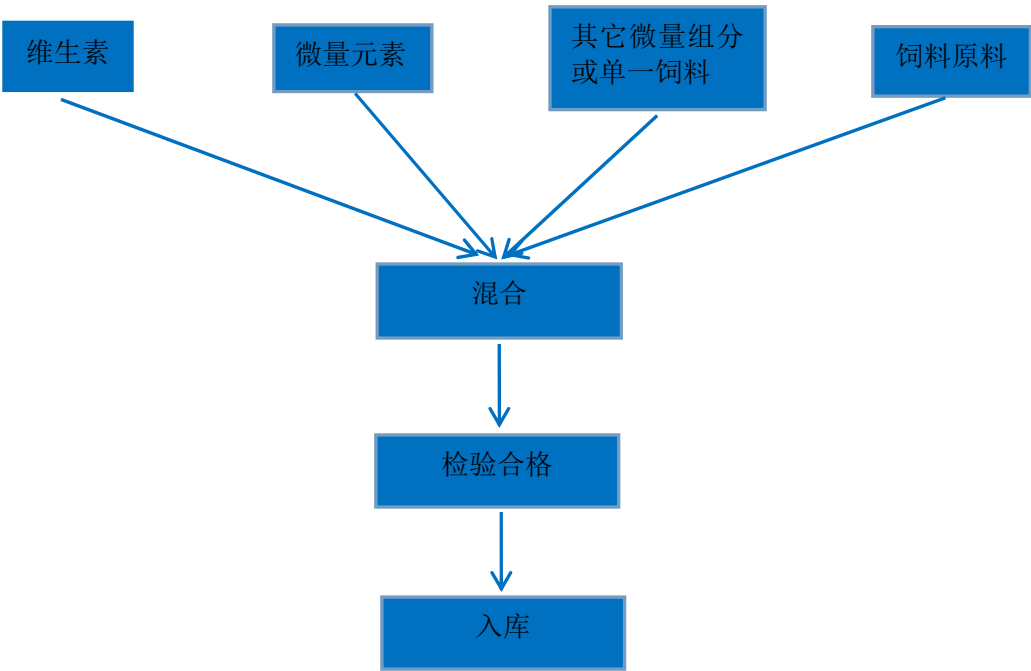 维生素
微量元素
其它微量组分
或单一饲料
饲料原料
混合
检验合格
入库